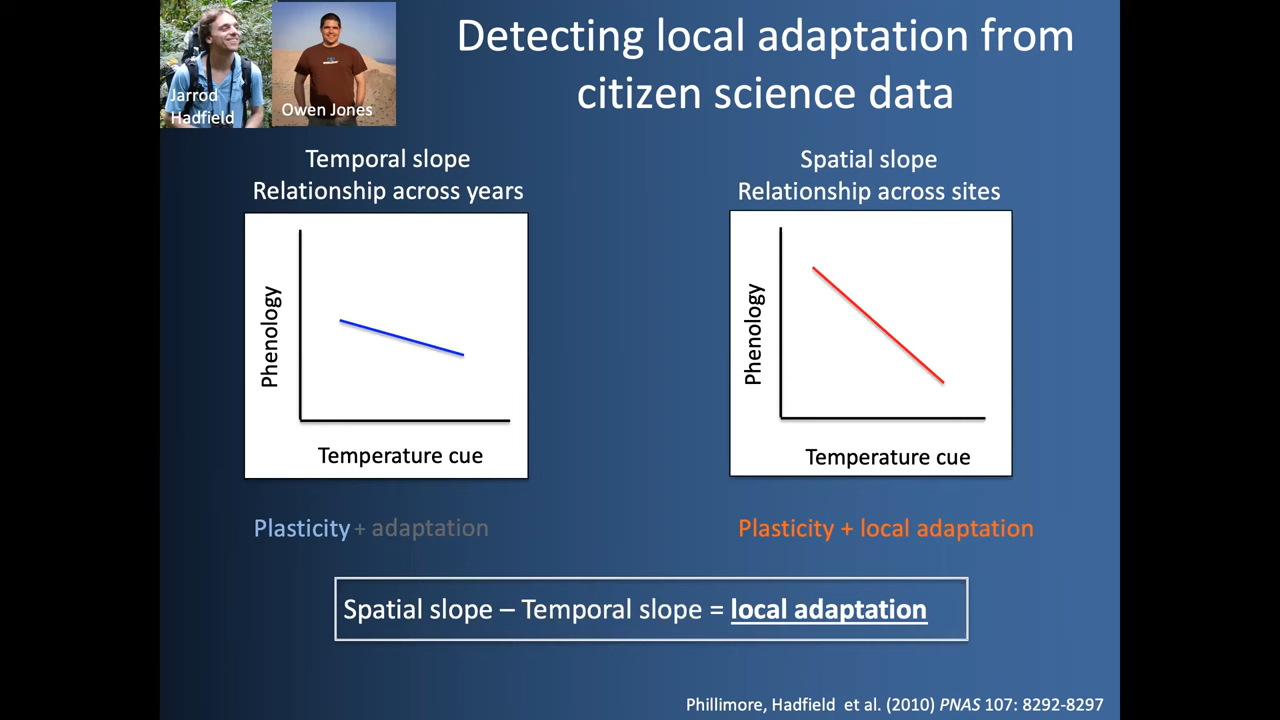 Jarrod
Hadfield
Owen Jones
Detecting local adaptation from
citizen science data
Temporal slope
Relationship across years
Phenology
Temperature cue
Plasticity + adaptation
Spatial slope
Relationship across sites
Phenology
Temperature cue
Plasticity + local adaptation
Spatial slope – Temporal slope = local adaptation
Phillimore, Hadfield et al. (2010) PNAS 107: 8292-8297